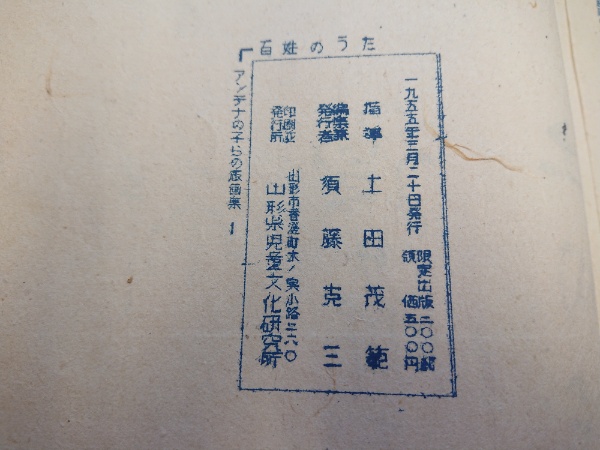 百姓のうた
「アンテナの子らの版画集」
一九五五年三月二十日発行
限定出版二〇〇部
領価五〇〇円
指導 土田茂範
編集兼発行者 須藤克三
印刷兼発行所
山形市香澄町木ノ実小路二六〇
山形県児童文化研究所